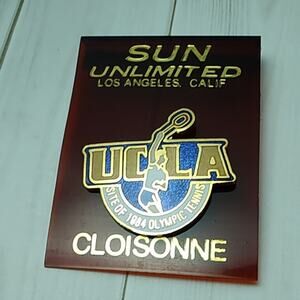 SUN
UNLIMITED
LOS ANGELES, CALIF
UCLA
SITE OF 1984 OLYMPIC TENNIS
CLOISONNE